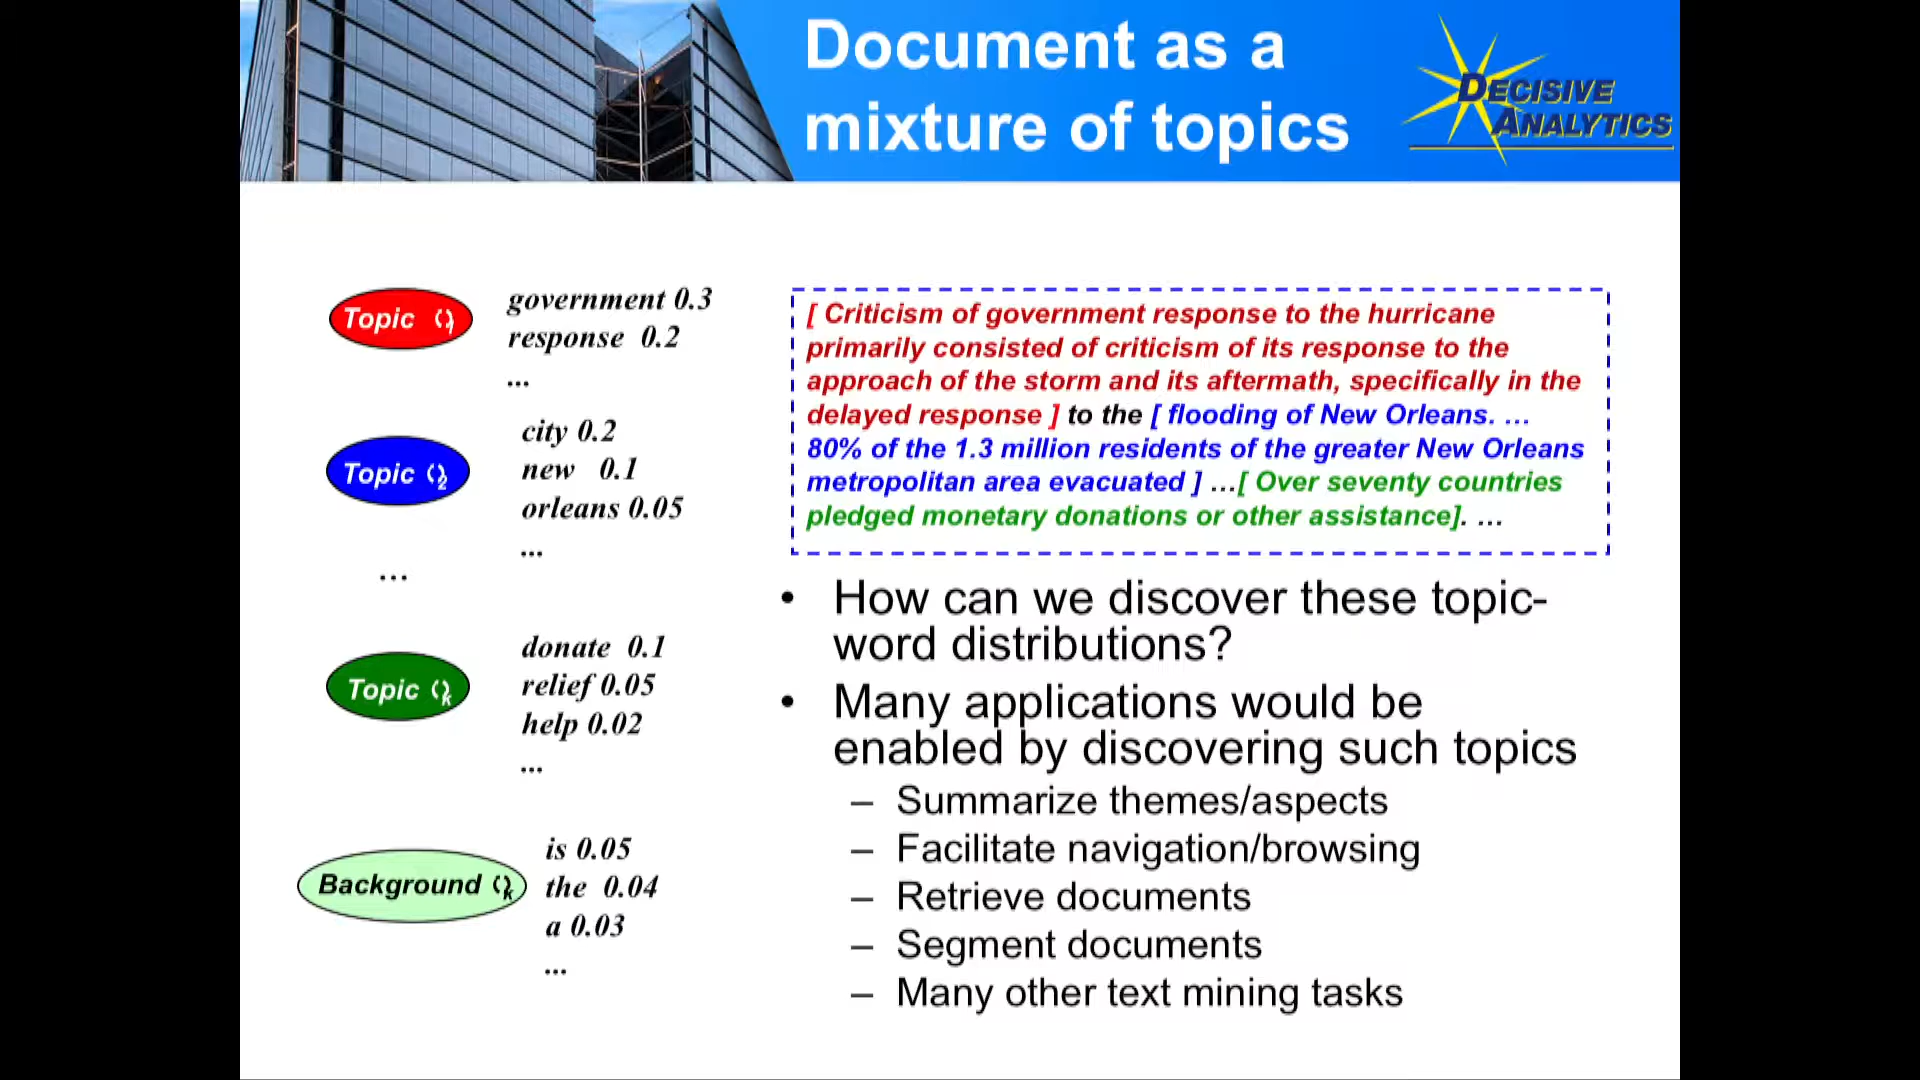 Document as a
mixture of topics
DECISIVE
ANALYTICS
Topic 1
government 0.3
response 0.2
...
Topic 2
city 0.2
new 0.1
orleans 0.05
...
...
Topic k
donate 0.1
relief 0.05
help 0.02
...
Background k
is 0.05
the 0.04
a 0.03
...
[ Criticism of government response to the hurricane
primarily consisted of criticism of its response to the
approach of the storm and its aftermath, specifically in the
delayed response ] to the [ flooding of New Orleans. …
80% of the 1.3 million residents of the greater New Orleans
metropolitan area evacuated ] …[ Over seventy countries
pledged monetary donations or other assistance]. …
• How can we discover these topic-
word distributions?
• Many applications would be
enabled by discovering such topics
– Summarize themes/aspects
– Facilitate navigation/browsing
– Retrieve documents
– Segment documents
– Many other text mining tasks